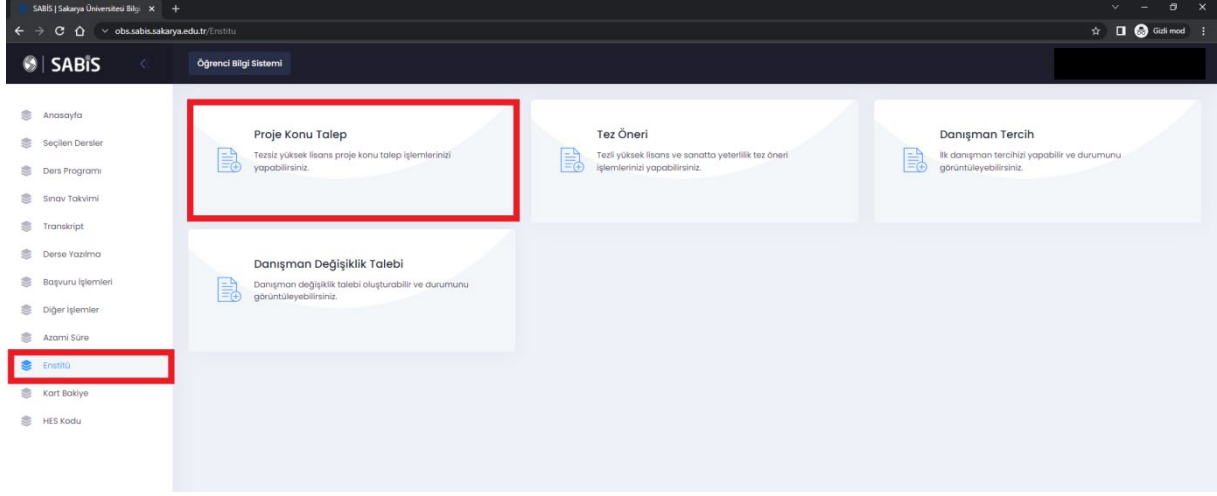 SABİS | Sakarya Üniversitesi Bilgi
obs.sabis.sakarya.edu.tr/Enstitu
Gizli mod
SABİS
Öğrenci Bilgi Sistemi
Anasayfa
Seçilen Dersler
Ders Programı
Sınav Takvimi
Transkript
Derse Yazılma
Başvuru İşlemleri
Diğer İşlemler
Azami Süre
Enstitü
Kart Bakiye
HES Kodu
Proje Konu Talep
Tezsiz yüksek lisans proje konu talep işlemlerinizi
yapabilirsiniz.
Tez Öneri
Tezli yüksek lisans ve sanatta yeterlilik tez öneri
işlemlerinizi yapabilirsiniz.
Danışman Tercih
İlk danışman tercihizi yapabilir ve durumunu
görüntüleyebilirsiniz.
Danışman Değişiklik Talebi
Danışman değişiklik talebi oluşturabilir ve durumunu
görüntüleyebilirsiniz.